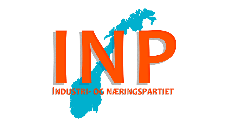 INP
INDUSTRI- OG NÆRINGSPARTIET